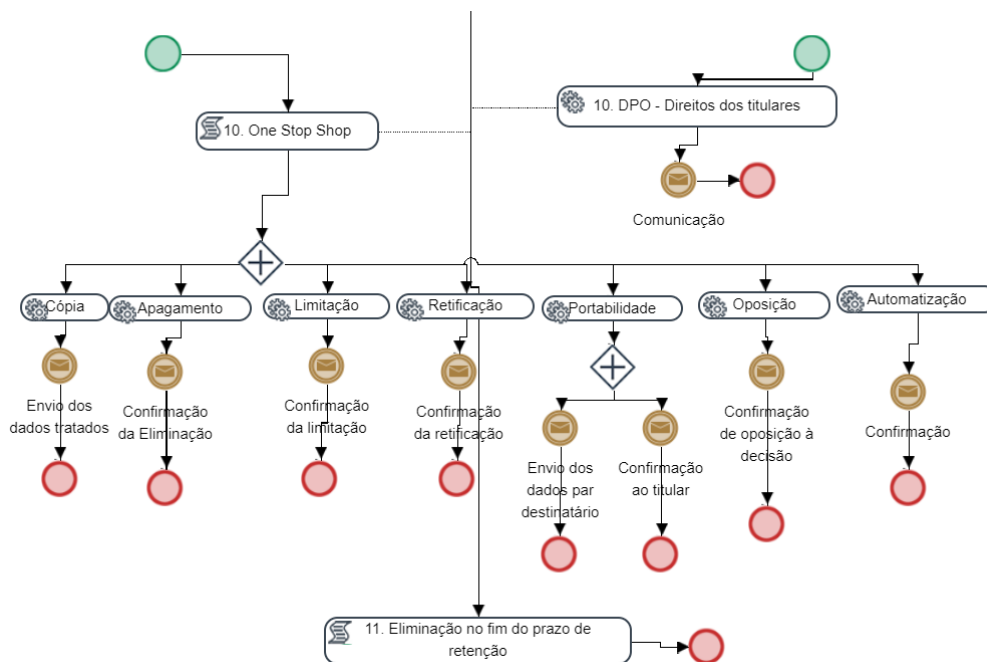 10. One Stop Shop
10. DPO - Direitos dos titulares
Comunicação
Cópia
Apagamento
Limitação
Retificação
Portabilidade
Oposição
Automatização
Envio dos
dados tratados
Confirmação
da Eliminação
Confirmação
da limitação
Confirmação
da retificação
Envio dos
dados par
destinatário
Confirmação
ao titular
Confirmação
de oposição à
decisão
Confirmação
11. Eliminação no fim do prazo de
retenção